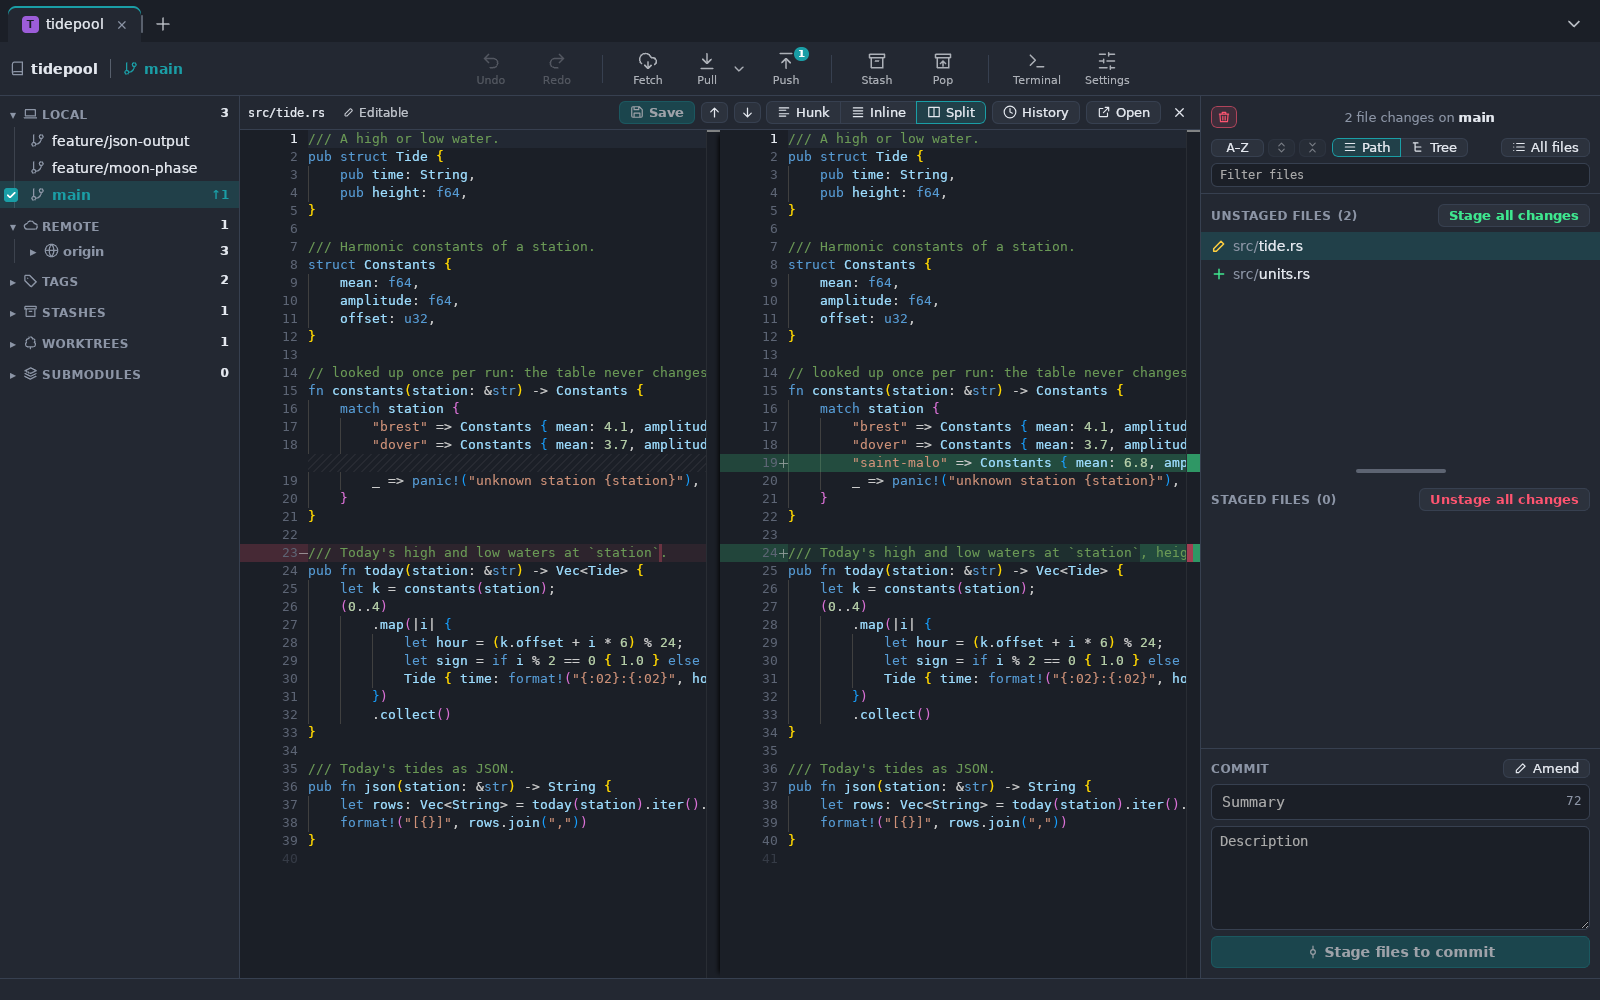 T tidepool
tidepool main
Undo Redo Fetch Pull Push 1 Stash Pop Terminal Settings
LOCAL 3
feature/json-output
feature/moon-phase
main ↑1
REMOTE 1
origin 3
TAGS 2
STASHES 1
WORKTREES 1
SUBMODULES 0
src/tide.rs Editable Save Hunk Inline Split History Open
1 /// A high or low water.
2 pub struct Tide {
3 pub time: String,
4 pub height: f64,
5 }
6
7 /// Harmonic constants of a station.
8 struct Constants {
9 mean: f64,
10 amplitude: f64,
11 offset: u32,
12 }
13
14 // looked up once per run: the table never changes
15 fn constants(station: &str) -> Constants {
16 match station {
17 "brest" => Constants { mean: 4.1, amplitud
18 "dover" => Constants { mean: 3.7, amplitud
19 _ => panic!("unknown station {station}"),
20 }
21 }
22
23 — /// Today's high and low waters at `station`.
24 pub fn today(station: &str) -> Vec<Tide> {
25 let k = constants(station);
26 (0..4)
27 .map(|i| {
28 let hour = (k.offset + i * 6) % 24;
29 let sign = if i % 2 == 0 { 1.0 } else
30 Tide { time: format!("{:02}:{:02}", ho
31 })
32 .collect()
33 }
34
35 /// Today's tides as JSON.
36 pub fn json(station: &str) -> String {
37 let rows: Vec<String> = today(station).iter().
38 format!("[{}]", rows.join(","))
39 }
40
1 /// A high or low water.
2 pub struct Tide {
3 pub time: String,
4 pub height: f64,
5 }
6
7 /// Harmonic constants of a station.
8 struct Constants {
9 mean: f64,
10 amplitude: f64,
11 offset: u32,
12 }
13
14 // looked up once per run: the table never changes
15 fn constants(station: &str) -> Constants {
16 match station {
17 "brest" => Constants { mean: 4.1, amplitud
18 "dover" => Constants { mean: 3.7, amplitud
19 + "saint-malo" => Constants { mean: 6.8, amp
20 _ => panic!("unknown station {station}"),
21 }
22 }
23
24 + /// Today's high and low waters at `station`, heig
25 pub fn today(station: &str) -> Vec<Tide> {
26 let k = constants(station);
27 (0..4)
28 .map(|i| {
29 let hour = (k.offset + i * 6) % 24;
30 let sign = if i % 2 == 0 { 1.0 } else
31 Tide { time: format!("{:02}:{:02}", ho
32 })
33 .collect()
34 }
35
36 /// Today's tides as JSON.
37 pub fn json(station: &str) -> String {
38 let rows: Vec<String> = today(station).iter().
39 format!("[{}]", rows.join(","))
40 }
41
2 file changes on main
A–Z Path Tree All files
Filter files
UNSTAGED FILES (2) Stage all changes
src/tide.rs
src/units.rs
STAGED FILES (0) Unstage all changes
COMMIT Amend
Summary 72
Description
Stage files to commit